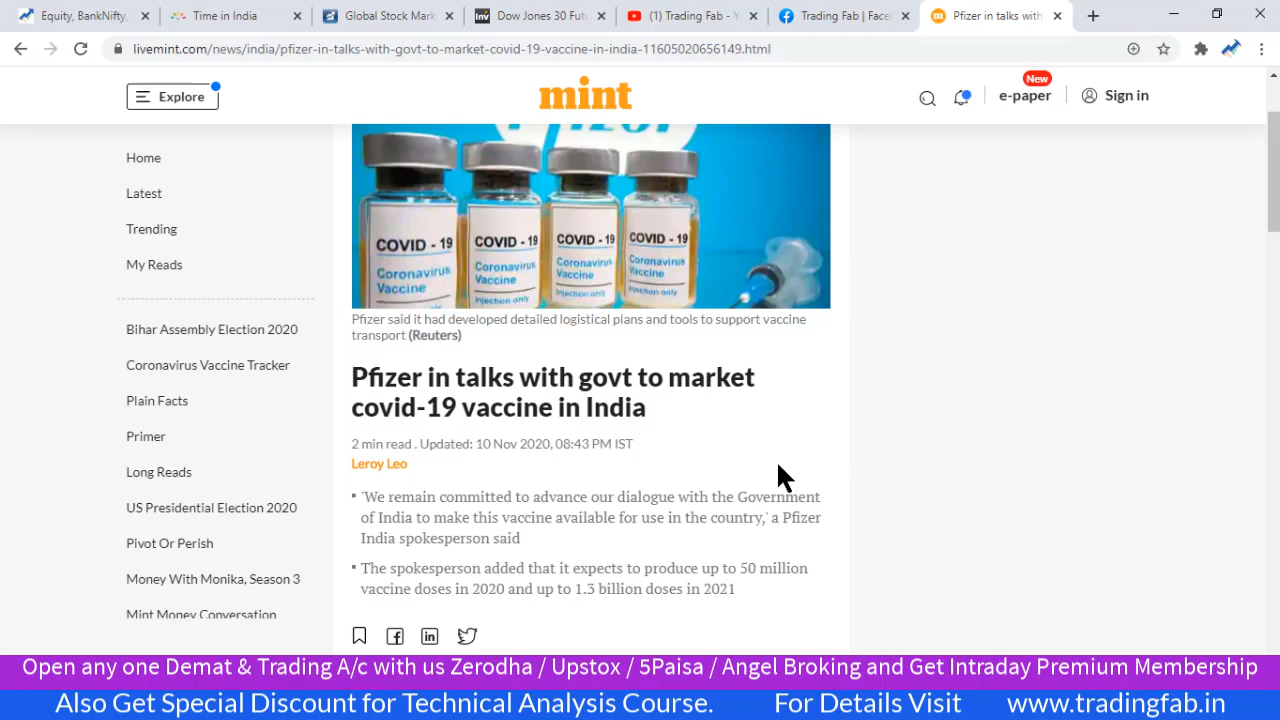 Equity, BankNifty,
Time in India
Global Stock Mark
Dow Jones 30 Fut
(1) Trading Fab - Y
Trading Fab | Face
Pfizer in talks with
livemint.com/news/india/pfizer-in-talks-with-govt-to-market-covid-19-vaccine-in-india-11605020656149.html
Explore
mint
New
e-paper
Sign in
Home
Latest
Trending
My Reads
Bihar Assembly Election 2020
Coronavirus Vaccine Tracker
Plain Facts
Primer
Long Reads
US Presidential Election 2020
Pivot Or Perish
Money With Monika, Season 3
Mint Money Conversation
Pfizer
COVID - 19
Coronavirus
Vaccine
Injection only
COVID - 19
Coronavirus
Vaccine
Injection only
COVID - 19
Coronavirus
Vaccine
Injection only
COVID - 19
Coronavirus
Vaccine
Injection only
Pfizer said it had developed detailed logistical plans and tools to support vaccine
transport (Reuters)
Pfizer in talks with govt to market
covid-19 vaccine in India
2 min read . Updated: 10 Nov 2020, 08:43 PM IST
Leroy Leo
'We remain committed to advance our dialogue with the Government
of India to make this vaccine available for use in the country,' a Pfizer
India spokesperson said
The spokesperson added that it expects to produce up to 50 million
vaccine doses in 2020 and up to 1.3 billion doses in 2021
Open any one Demat & Trading A/c with us Zerodha / Upstox / 5Paisa / Angel Broking and Get Intraday Premium Membership
Also Get Special Discount for Technical Analysis Course. For Details Visit www.tradingfab.in